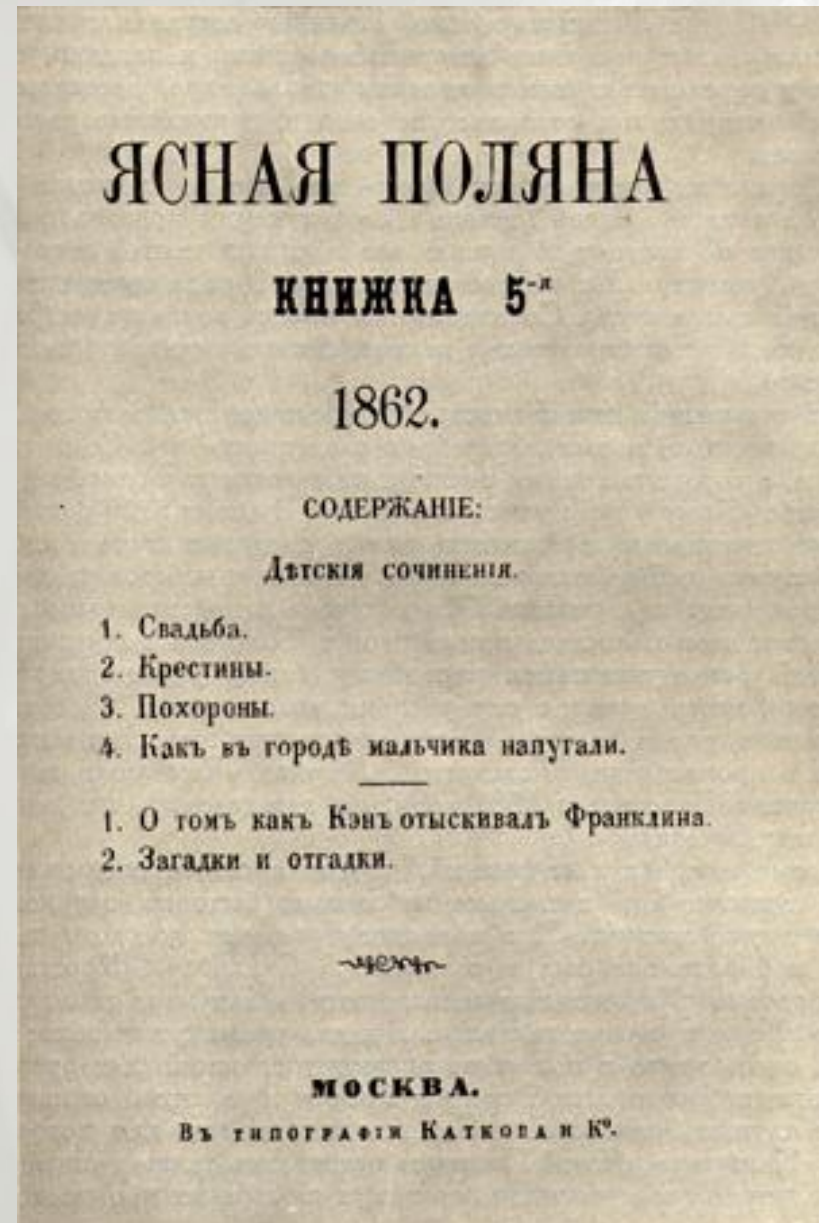 ЯСНАЯ ПОЛЯНА
КНИЖКА 5-я
1862.
СОДЕРЖАНІЕ:
Дѣтскія сочиненія.
1. Свадьба.
2. Крестины.
3. Похороны.
4. Какъ въ городѣ мальчика напугали.
1. О томъ какъ Кэнъ отыскивалъ Франклина.
2. Загадки и отгадки.
МОСКВА.
Въ типографіи Каткова и Кº.